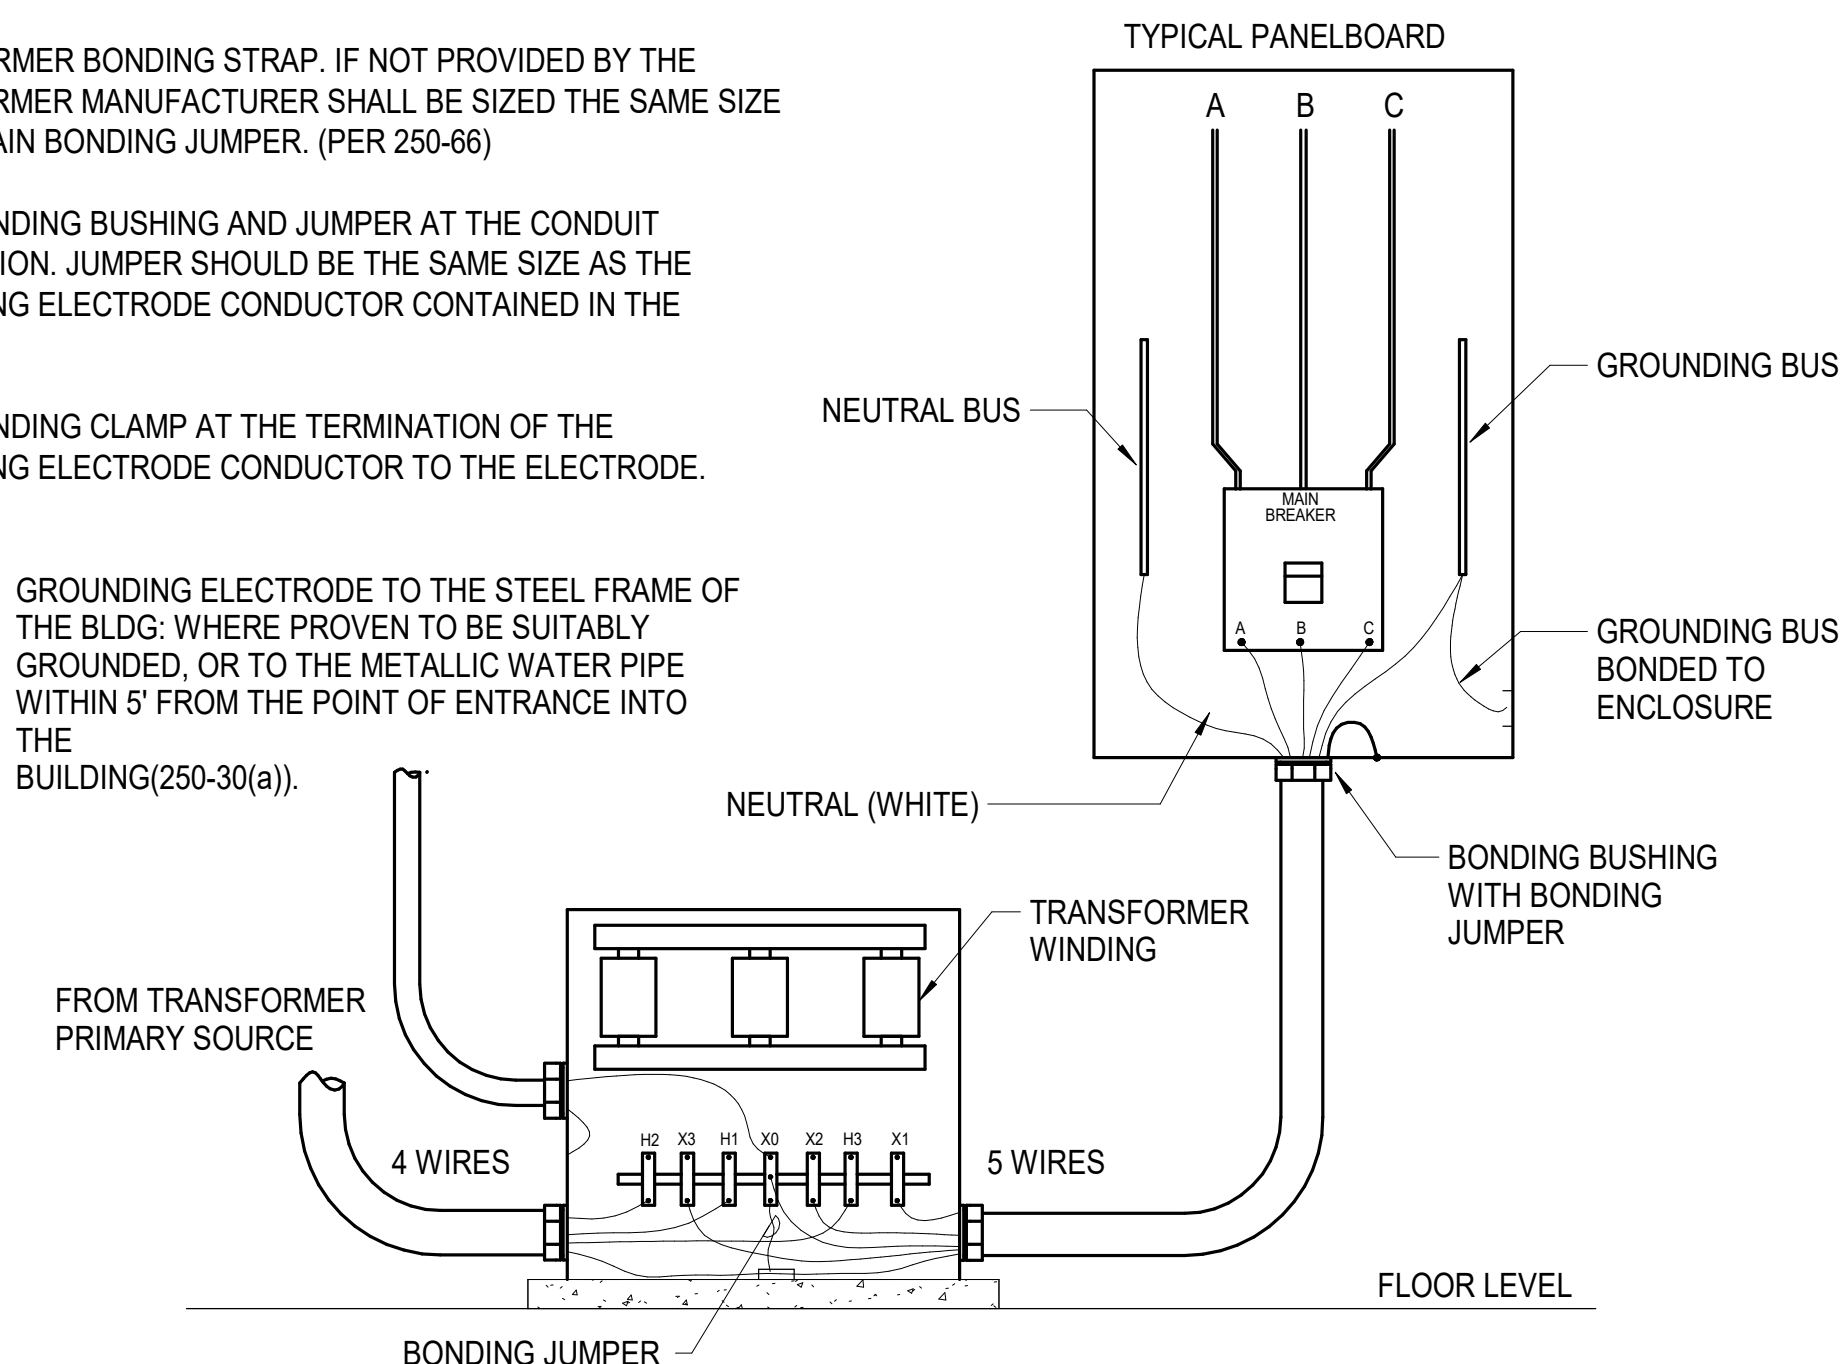 RMER BONDING STRAP. IF NOT PROVIDED BY THE
RMER MANUFACTURER SHALL BE SIZED THE SAME SIZE
AIN BONDING JUMPER. (PER 250-66)
NDING BUSHING AND JUMPER AT THE CONDUIT
ION. JUMPER SHOULD BE THE SAME SIZE AS THE
NG ELECTRODE CONDUCTOR CONTAINED IN THE
NDING CLAMP AT THE TERMINATION OF THE
NG ELECTRODE CONDUCTOR TO THE ELECTRODE.
GROUNDING ELECTRODE TO THE STEEL FRAME OF
THE BLDG: WHERE PROVEN TO BE SUITABLY
GROUNDED, OR TO THE METALLIC WATER PIPE
WITHIN 5' FROM THE POINT OF ENTRANCE INTO
THE
BUILDING(250-30(a)).
TYPICAL PANELBOARD
A B C
NEUTRAL BUS
GROUNDING BUS
MAIN
BREAKER
A B C
GROUNDING BUS
BONDED TO
ENCLOSURE
NEUTRAL (WHITE)
BONDING BUSHING
WITH BONDING
JUMPER
TRANSFORMER
WINDING
FROM TRANSFORMER
PRIMARY SOURCE
4 WIRES
H2 X3 H1 X0 X2 H3 X1
5 WIRES
FLOOR LEVEL
BONDING JUMPER